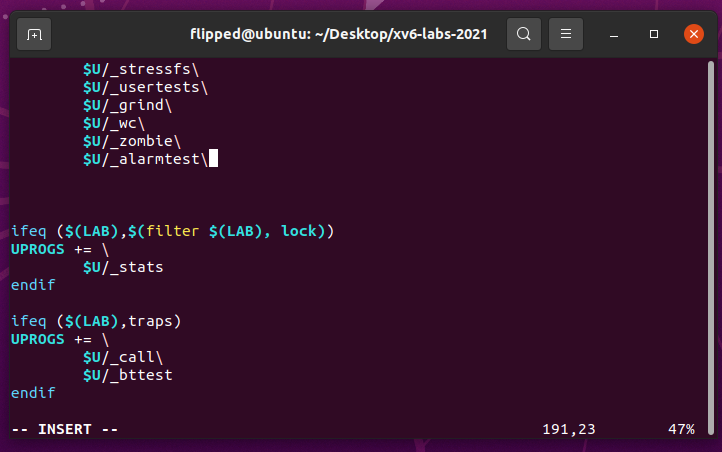 flipped@ubuntu: ~/Desktop/xv6-labs-2021
$U/_stressfs\
$U/_usertests\
$U/_grind\
$U/_wc\
$U/_zombie\
$U/_alarmtest\
ifeq ($(LAB),$(filter $(LAB), lock))
UPROGS += \
$U/_stats
endif
ifeq ($(LAB),traps)
UPROGS += \
$U/_call\
$U/_bttest
endif
-- INSERT -- 191,23 47%